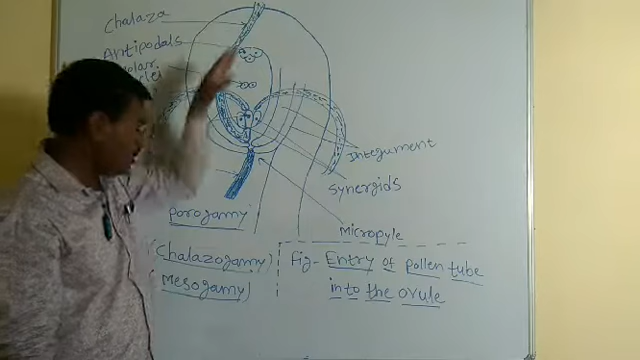 Chalaza
Antipodals
Integument
Synergids
Porogamy
Micropyle
(Chalazogamy)
Mesogamy)
fig- Entry of pollen tube
into the ovule